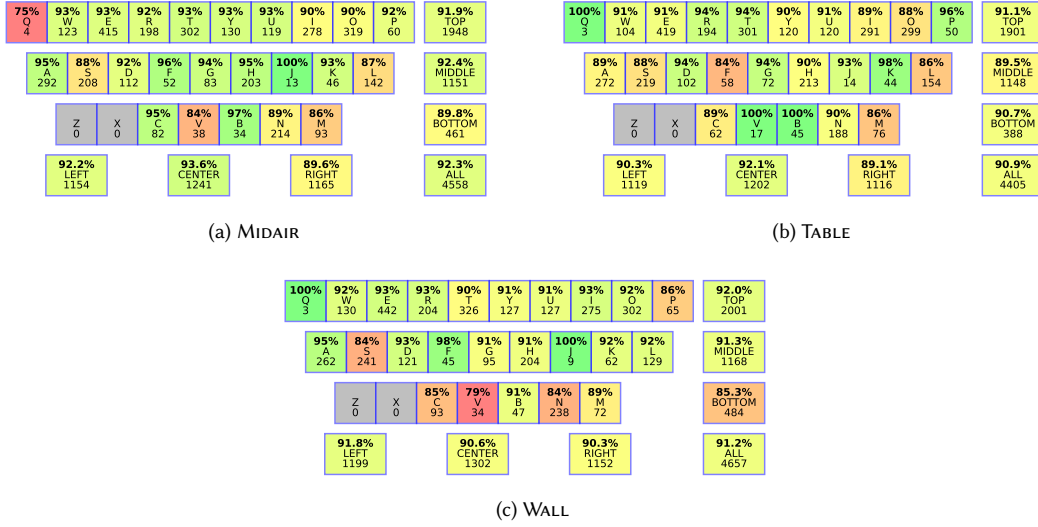 75% 93% 93% 92% 93% 93% 93% 90% 90% 92% 91.9%
Q W E R T Y U I O P TOP
4 123 415 198 302 130 119 278 319 60 1948
95% 88% 92% 96% 94% 95% 100% 93% 87% 92.4%
A S D F G H J K L MIDDLE
292 208 112 52 83 203 13 46 142 1151
95% 84% 97% 89% 86% 89.8%
Z X C V B N M BOTTOM
0 0 82 38 34 214 93 461
92.2% 93.6% 89.6% 92.3%
LEFT CENTER RIGHT ALL
1154 1241 1165 4558
(a) Midair
100% 91% 91% 94% 94% 90% 91% 89% 88% 96% 91.1%
Q W E R T Y U I O P TOP
3 104 419 194 301 120 120 291 299 50 1901
89% 88% 94% 84% 94% 90% 93% 98% 86% 89.5%
A S D F G H J K L MIDDLE
272 219 102 58 72 213 14 44 154 1148
89% 100% 100% 90% 86% 90.7%
Z X C V B N M BOTTOM
0 0 62 17 45 188 76 388
90.3% 92.1% 89.1% 90.9%
LEFT CENTER RIGHT ALL
1119 1202 1116 4405
(b) Table
100% 92% 93% 93% 90% 91% 91% 93% 92% 86% 92.0%
Q W E R T Y U I O P TOP
3 130 442 204 326 127 127 275 302 65 2001
95% 84% 93% 98% 91% 91% 100% 92% 92% 91.3%
A S D F G H J K L MIDDLE
262 241 121 45 95 204 9 62 129 1168
85% 79% 91% 84% 89% 85.3%
Z X C V B N M BOTTOM
0 0 93 34 47 238 72 484
91.8% 90.6% 90.3% 91.2%
LEFT CENTER RIGHT ALL
1199 1302 1152 4657
(c) Wall